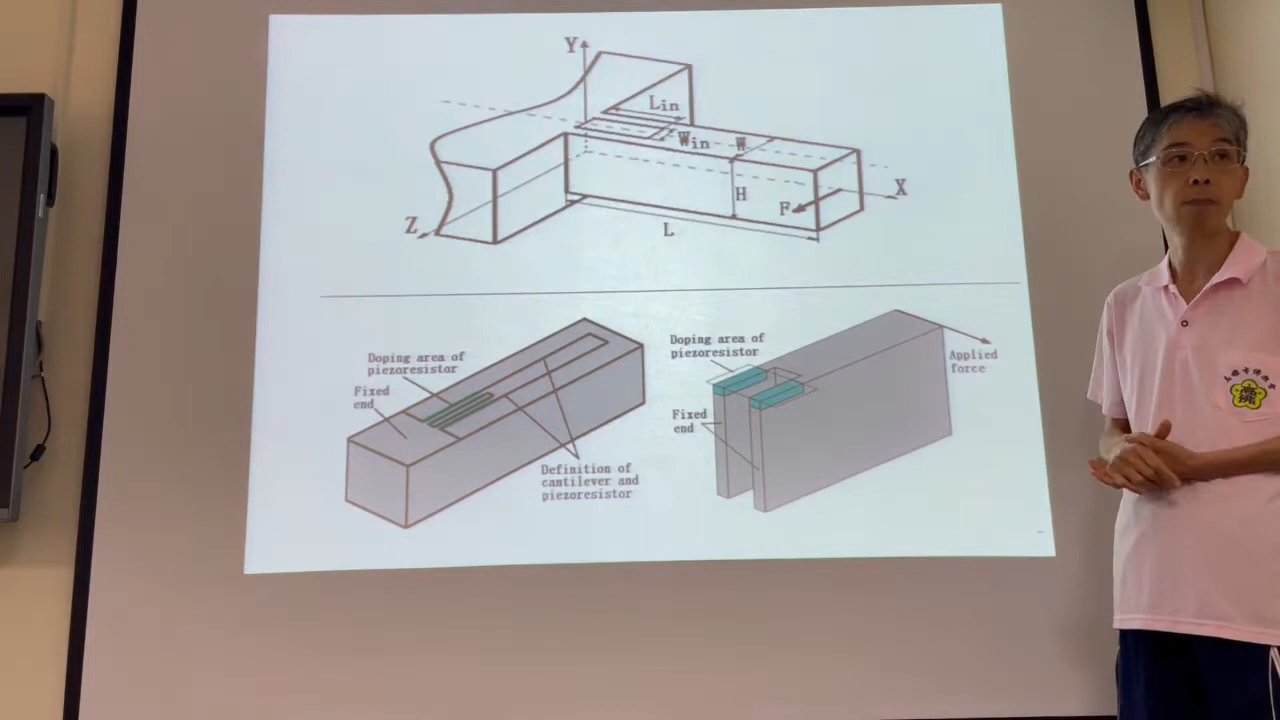 Y
Lin
Win
W
H
F
X
Z
L
Doping area of
piezoresistor
Fixed
end
Definition of
cantilever and
piezoresistor
Doping area of
piezoresistor
Fixed
end
Applied
force